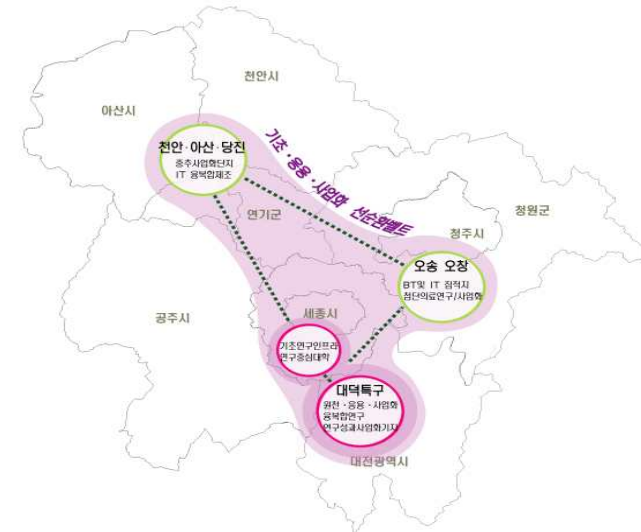 천안시
아산시
천안·아산·당진
중주사업화단지
IT 융복합제조
기초·응용·사업화 선순환벨트
연기군
청원군
청주시
오송 오창
BT및 IT 집적지
첨단의료연구/사업화
세종시
공주시
기초연구인프라
연구중심대학
대덕특구
원천·응용·사업화
융복합연구
연구성과사업화기지
대전광역시